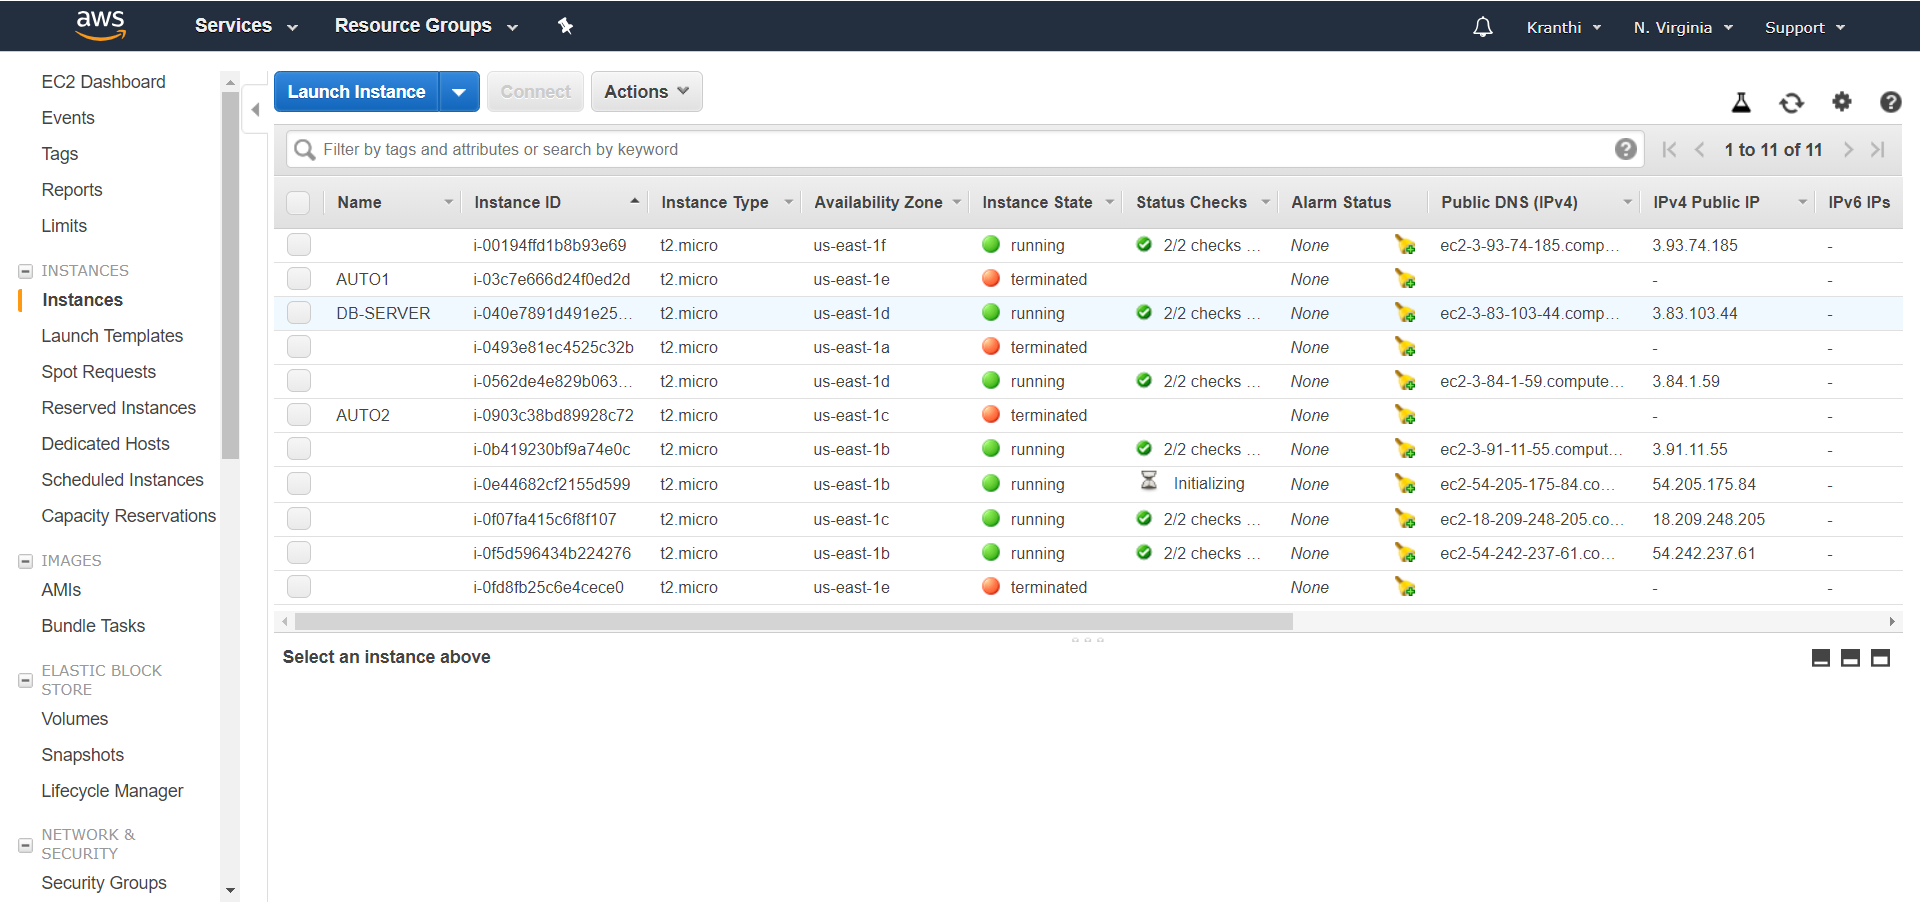 aws Services Resource Groups Kranthi N. Virginia Support
EC2 Dashboard
Events
Tags
Reports
Limits
INSTANCES
Instances
Launch Templates
Spot Requests
Reserved Instances
Dedicated Hosts
Scheduled Instances
Capacity Reservations
IMAGES
AMIs
Bundle Tasks
ELASTIC BLOCK
STORE
Volumes
Snapshots
Lifecycle Manager
NETWORK &
SECURITY
Security Groups
Launch Instance Connect Actions
Filter by tags and attributes or search by keyword 1 to 11 of 11
Name Instance ID Instance Type Availability Zone Instance State Status Checks Alarm Status Public DNS (IPv4) IPv4 Public IP IPv6 IPs
i-00194ffd1b8b93e69 t2.micro us-east-1f running 2/2 checks ... None ec2-3-93-74-185.comp... 3.93.74.185 -
AUTO1 i-03c7e666d24f0ed2d t2.micro us-east-1e terminated None - -
DB-SERVER i-040e7891d491e25... t2.micro us-east-1d running 2/2 checks ... None ec2-3-83-103-44.comp... 3.83.103.44 -
i-0493e81ec4525c32b t2.micro us-east-1a terminated None - -
i-0562de4e829b063... t2.micro us-east-1d running 2/2 checks ... None ec2-3-84-1-59.compute... 3.84.1.59 -
AUTO2 i-0903c38bd89928c72 t2.micro us-east-1c terminated None - -
i-0b419230bf9a74e0c t2.micro us-east-1b running 2/2 checks ... None ec2-3-91-11-55.comput... 3.91.11.55 -
i-0e44682cf2155d599 t2.micro us-east-1b running Initializing None ec2-54-205-175-84.co... 54.205.175.84 -
i-0f07fa415c6f8f107 t2.micro us-east-1c running 2/2 checks ... None ec2-18-209-248-205.co... 18.209.248.205 -
i-0f5d596434b224276 t2.micro us-east-1b running 2/2 checks ... None ec2-54-242-237-61.co... 54.242.237.61 -
i-0fd8fb25c6e4cece0 t2.micro us-east-1e terminated None - -
Select an instance above